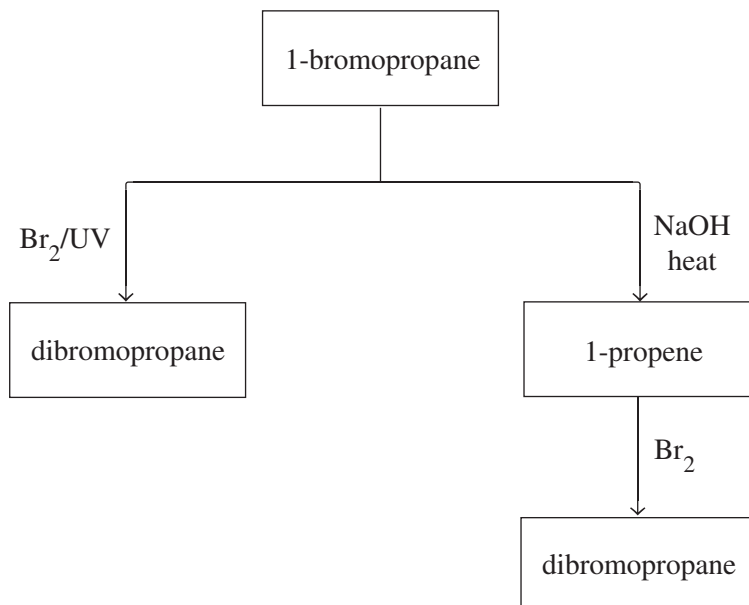 1-bromopropane
Br2/UV
NaOH
heat
dibromopropane
1-propene
Br2
dibromopropane